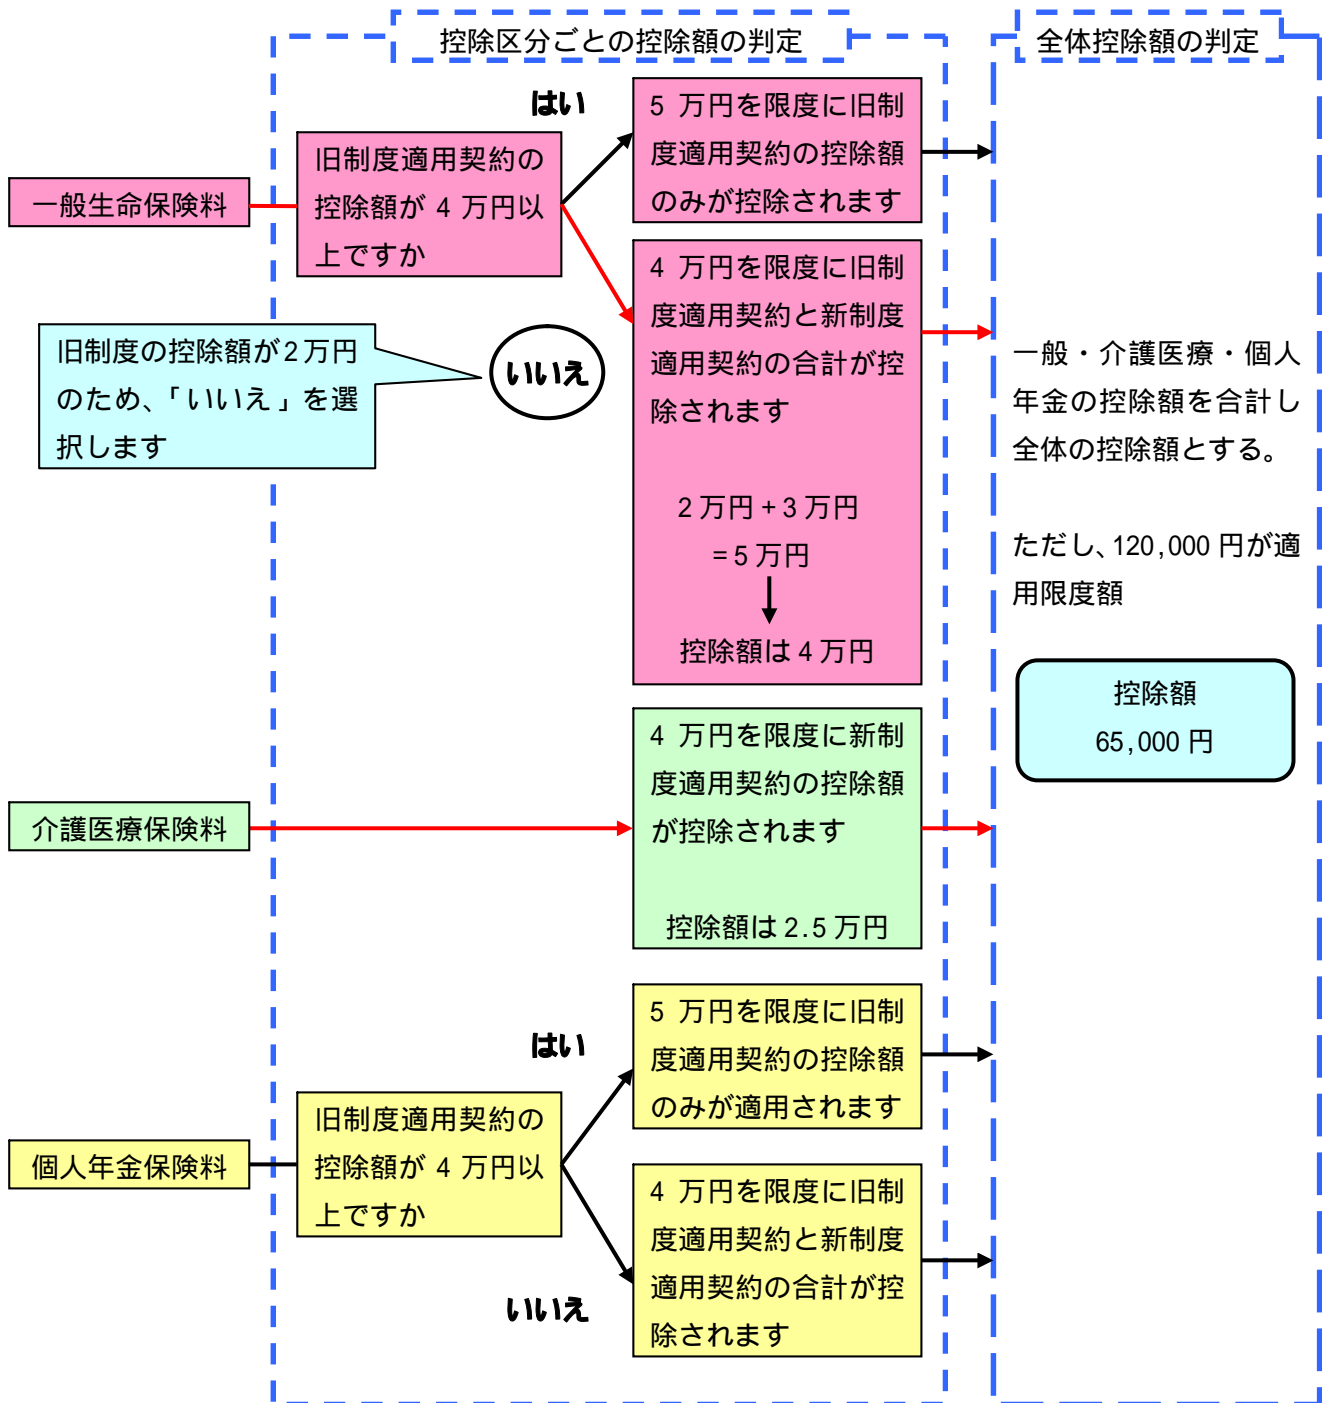 控除区分ごとの控除額の判定
全体控除額の判定
一般生命保険料
旧制度適用契約の
控除額が 4 万円以
上ですか
はい
5 万円を限度に旧制
度適用契約の控除額
のみが控除されます
旧制度の控除額が2万円
のため、「いいえ」を選
択します
いいえ
4 万円を限度に旧制
度適用契約と新制度
適用契約の合計が控
除されます
2万円+3万円
=5万円
控除額は4万円
介護医療保険料
4 万円を限度に新制
度適用契約の控除額
が控除されます
控除額は2.5万円
個人年金保険料
旧制度適用契約の
控除額が 4 万円以
上ですか
はい
5 万円を限度に旧制
度適用契約の控除額
のみが適用されます
いいえ
4 万円を限度に旧制
度適用契約と新制度
適用契約の合計が控
除されます
一般・介護医療・個人
年金の控除額を合計し
全体の控除額とする。
ただし、120,000円が適
用限度額
控除額
65,000円